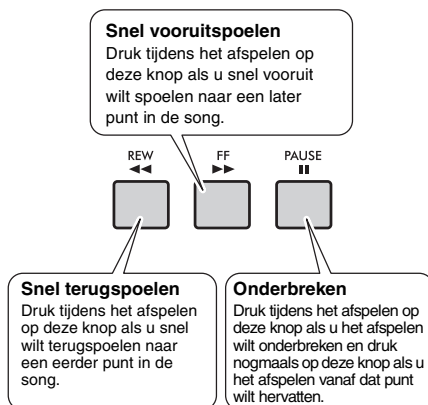 Snel vooruitspoelen
Druk tijdens het afspelen op
deze knop als u snel vooruit
wilt spoelen naar een later
punt in de song.
REW
FF
PAUSE
Snel terugspoelen
Druk tijdens het afspelen
op deze knop als u snel
wilt terugspoelen naar
een eerder punt in de
song.
Onderbreken
Druk tijdens het afspelen op
deze knop als u het afspelen
wilt onderbreken en druk
nogmaals op deze knop als u
het afspelen vanaf dat punt
wilt hervatten.